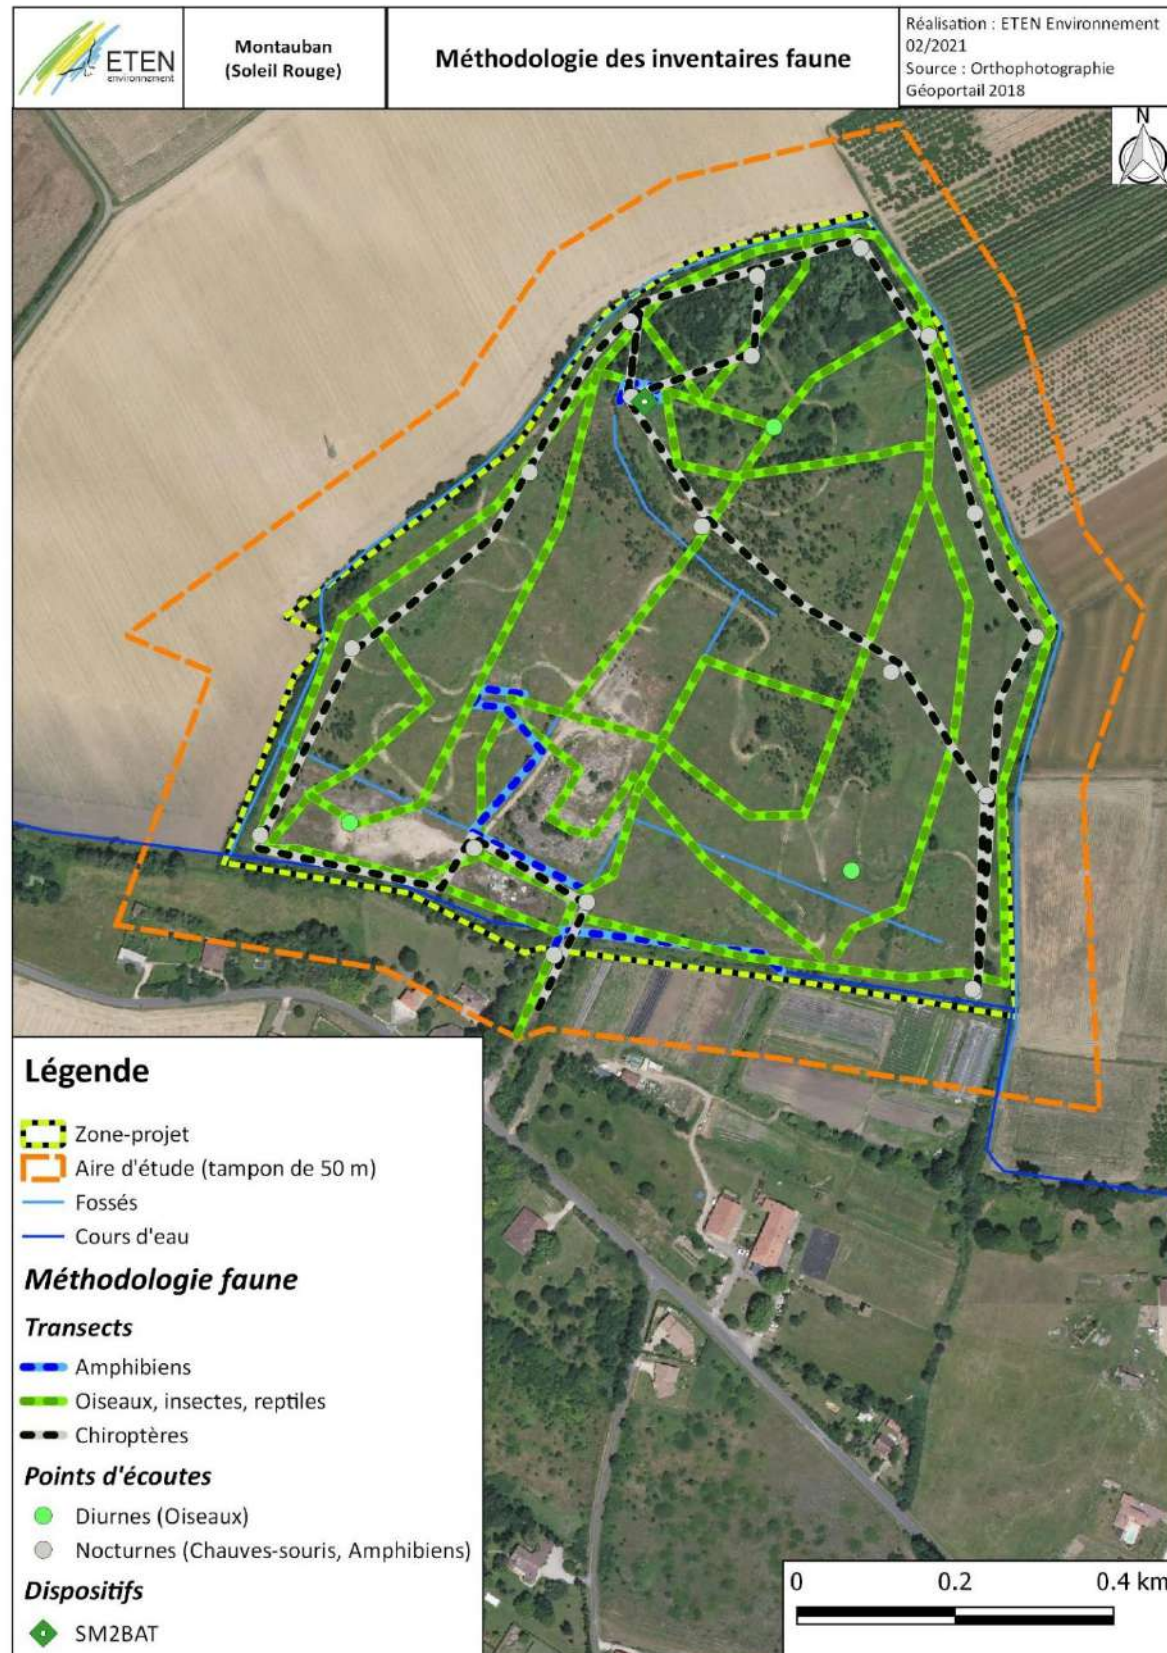 ETEN
environnement
Montauban
(Soleil Rouge)
Méthodologie des inventaires faune
Réalisation : ETEN Environnement
02/2021
Source : Orthophotographie
Géoportail 2018
N
Légende
Zone-projet
Aire d'étude (tampon de 50 m)
Fossés
Cours d'eau
Méthodologie faune
Transects
Amphibiens
Oiseaux, insectes, reptiles
Chiroptères
Points d'écoutes
Diurnes (Oiseaux)
Nocturnes (Chauves-souris, Amphibiens)
Dispositifs
SM2BAT
0 0.2 0.4 km